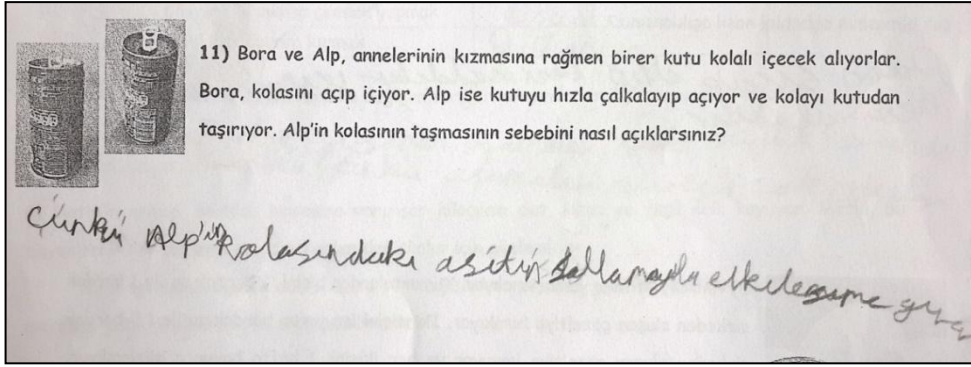 11) Bora ve Alp, annelerinin kızmasına rağmen birer kutu kolalı içecek alıyorlar.
Bora, kolasını açıp içiyor. Alp ise kutuyu hızla çalkalayıp açıyor ve kolayı kutudan
taşırıyor. Alp'in kolasının taşmasının sebebini nasıl açıklarsınız?
Çünkü Alp'in kolasındaki asitin sallamayla